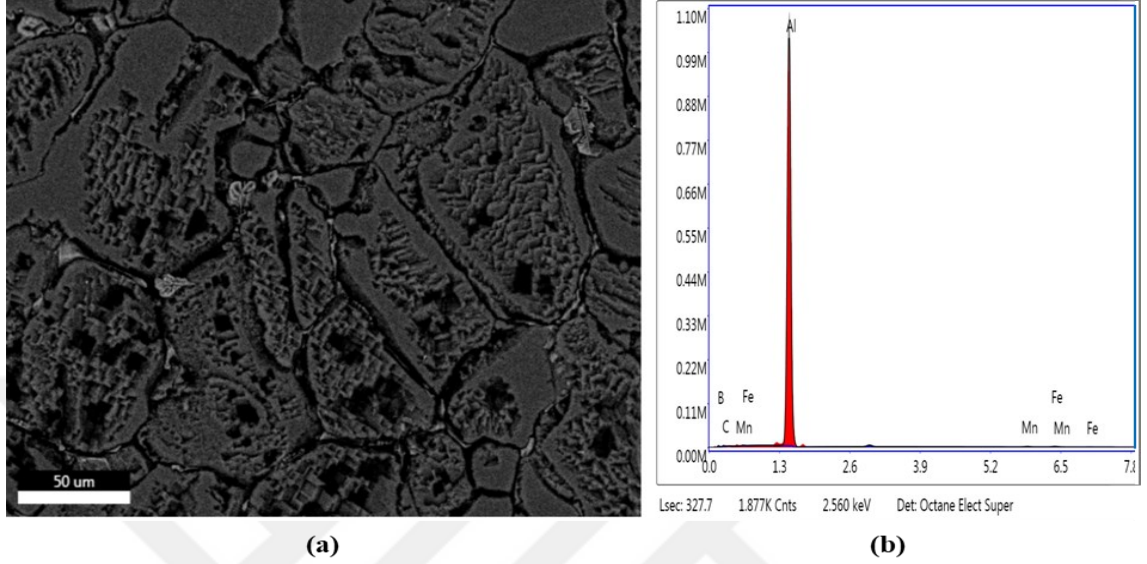 50 um
1.10M
Al
0.99M
0.88M
0.77M
0.66M
0.55M
0.44M
0.33M
0.22M
0.11M
0.00M
B Fe Fe
C Mn Mn Mn Fe
0.0 1.3 2.6 3.9 5.2 6.5 7.8
Lsec: 327.7 1.877K Cnts 2.560 keV Det: Octane Elect Super
(a) (b)